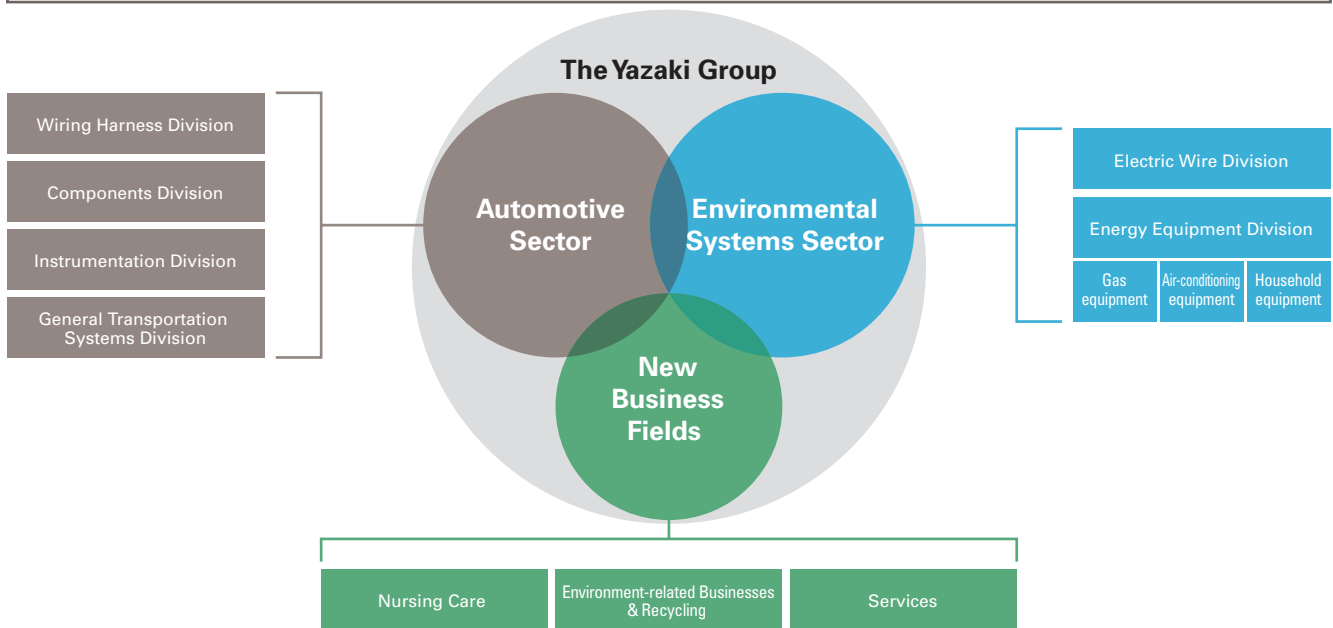 The Yazaki Group
Wiring Harness Division
Components Division
Instrumentation Division
General Transportation
Systems Division
Automotive
Sector
Environmental
Systems Sector
Electric Wire Division
Energy Equipment Division
Gas
equipment
Air-conditioning
equipment
Household
equipment
New
Business
Fields
Nursing Care
Environment-related Businesses
& Recycling
Services